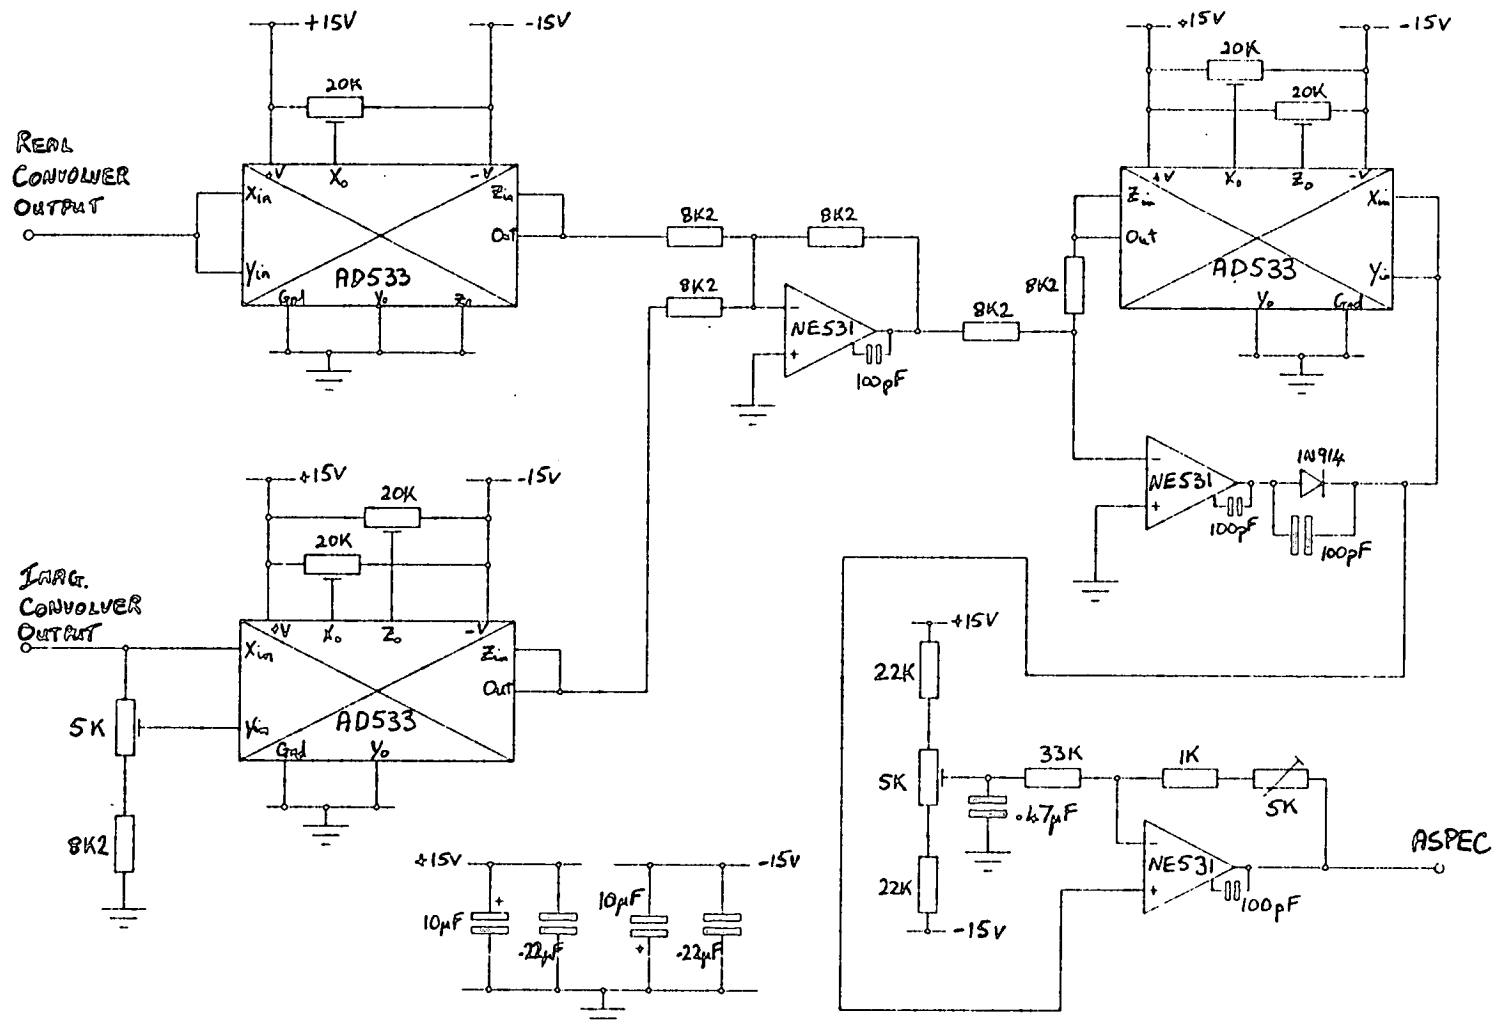 +15V
-15V
20K
REAL
CONVOLVER
OUTPUT
+V
X₀
-V
Xin
Zin
Out
Yin
AD533
Gnd
Y₀
Z₀
8K2
8K2
8K2
-
NE531
+
100pF
8K2
+15V
-15V
20K
20K
+V
X₀
Z₀
-V
Zin
Xin
Out
Yin
AD533
8K2
Y₀
Gnd
-
NE531
+
100pF
1N914
100pF
+15V
-15V
20K
20K
IMAG.
CONVOLVER
OUTPUT
+V
X₀
Z₀
-V
Xin
Zin
Out
5K
Yin
AD533
Gnd
Y₀
8K2
+15V
-15V
+
10µF
.22µF
10µF
+
.22µF
+15V
22K
5K
33K
1K
5K
.47µF
22K
-15V
-
NE531
+
100pF
ASPEC